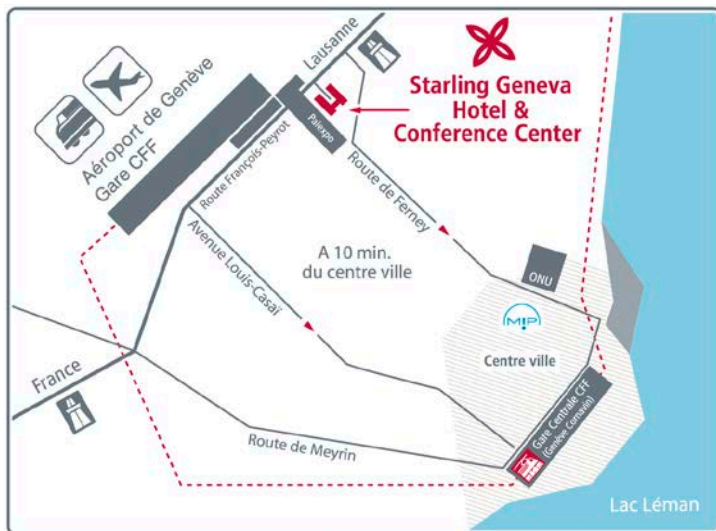 Lausanne
Starling Geneva
Hotel &
Conference Center
Aéroport de Genève
Gare CFF
Palexpo
Route François-Peyrot
Route de Ferney
Avenue Louis-Casaï
A 10 min.
du centre ville
ONU
M!P
Centre ville
France
Gare Centrale CFF
(Genève Cornavin)
Route de Meyrin
Lac Léman